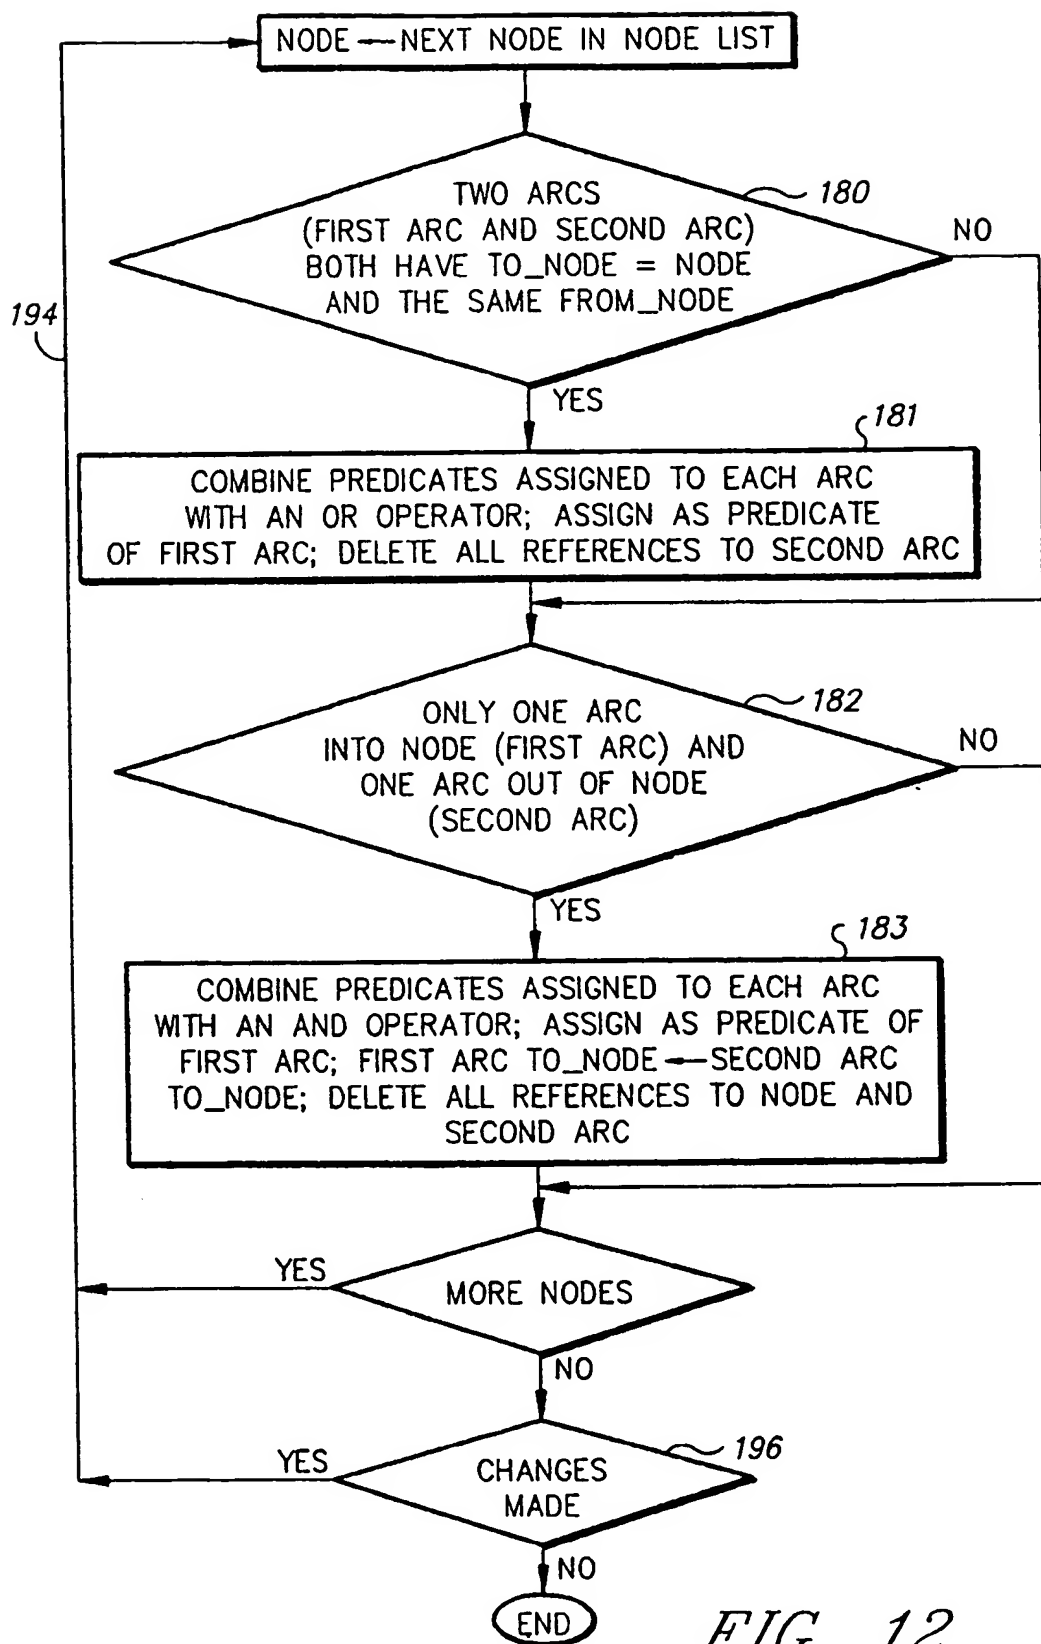 NODE ← NEXT NODE IN NODE LIST
TWO ARCS
(FIRST ARC AND SECOND ARC)
BOTH HAVE TO_NODE = NODE
AND THE SAME FROM_NODE
180
NO
194
YES
181
COMBINE PREDICATES ASSIGNED TO EACH ARC
WITH AN OR OPERATOR; ASSIGN AS PREDICATE
OF FIRST ARC; DELETE ALL REFERENCES TO SECOND ARC
182
ONLY ONE ARC
INTO NODE (FIRST ARC) AND
ONE ARC OUT OF NODE
(SECOND ARC)
NO
YES
183
COMBINE PREDICATES ASSIGNED TO EACH ARC
WITH AN AND OPERATOR; ASSIGN AS PREDICATE OF
FIRST ARC; FIRST ARC TO_NODE ← SECOND ARC
TO_NODE; DELETE ALL REFERENCES TO NODE AND
SECOND ARC
YES
MORE NODES
NO
YES
CHANGES
MADE
196
NO
END
FIG. 12